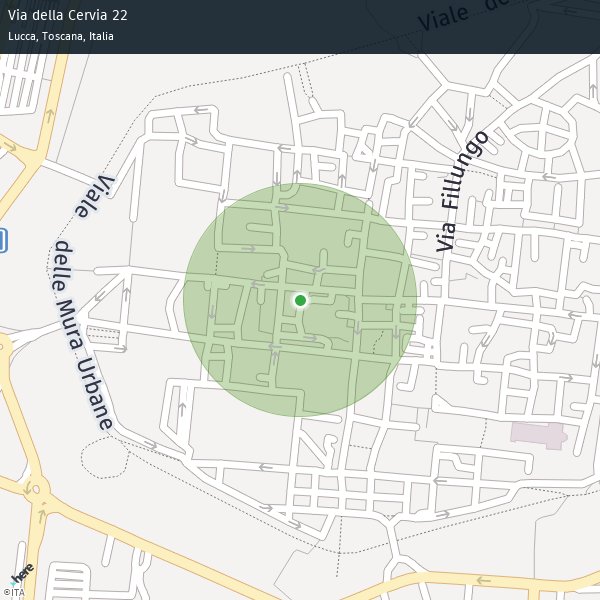 Via della Cervia 22
Lucca, Toscana, Italia
Viale de
Via Fillungo
Viale
delle Mura Urbane
here
©ITA